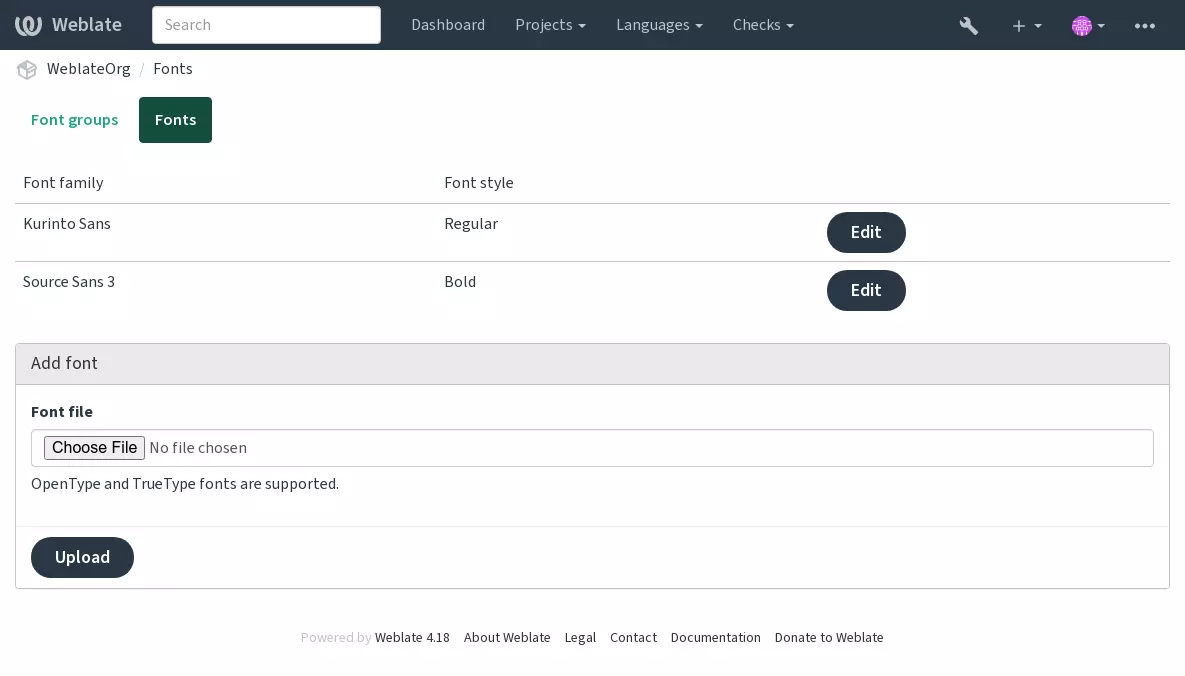 Weblate Search Dashboard Projects Languages Checks
WeblateOrg / Fonts
Font groups Fonts
Font family Font style
Kurinto Sans Regular Edit
Source Sans 3 Bold Edit
Add font
Font file
Choose File No file chosen
OpenType and TrueType fonts are supported.
Upload
Powered by Weblate 4.18 About Weblate Legal Contact Documentation Donate to Weblate